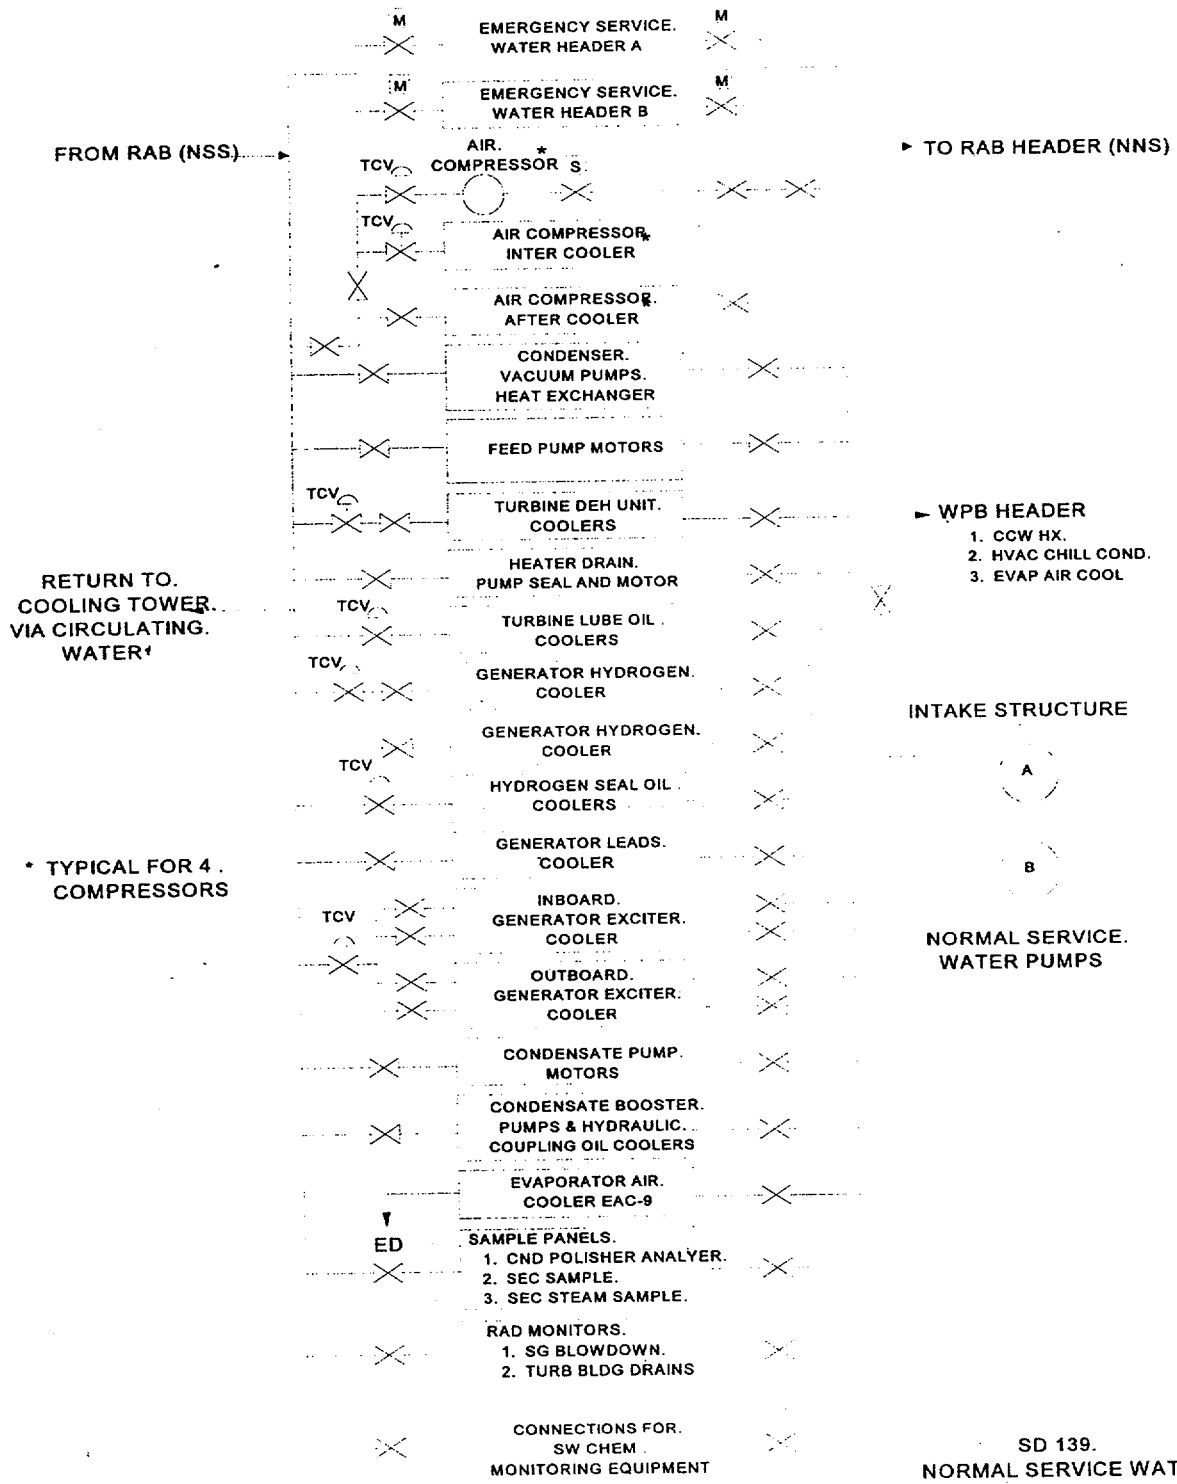 M
EMERGENCY SERVICE.
WATER HEADER A
M
M
EMERGENCY SERVICE.
WATER HEADER B
M
FROM RAB (NSS)
TO RAB HEADER (NNS)
TCV
AIR.
COMPRESSOR * S
TCV
AIR COMPRESSOR. *
INTER COOLER
AIR COMPRESSOR. *
AFTER COOLER
CONDENSER.
VACUUM PUMPS.
HEAT EXCHANGER
FEED PUMP MOTORS
TCV
TURBINE DEH UNIT.
COOLERS
WPB HEADER
1. CCW HX.
2. HVAC CHILL COND.
3. EVAP AIR COOL
HEATER DRAIN.
PUMP SEAL AND MOTOR
RETURN TO.
COOLING TOWER.
VIA CIRCULATING.
WATER
TCV
TURBINE LUBE OIL.
COOLERS
TCV
GENERATOR HYDROGEN.
COOLER
INTAKE STRUCTURE
GENERATOR HYDROGEN.
COOLER
A
TCV
HYDROGEN SEAL OIL.
COOLERS
GENERATOR LEADS.
COOLER
B
* TYPICAL FOR 4.
COMPRESSORS
TCV
INBOARD.
GENERATOR EXCITER.
COOLER
NORMAL SERVICE.
WATER PUMPS
OUTBOARD.
GENERATOR EXCITER.
COOLER
CONDENSATE PUMP.
MOTORS
CONDENSATE BOOSTER.
PUMPS & HYDRAULIC.
COUPLING OIL COOLERS
EVAPORATOR AIR.
COOLER EAC-9
ED
SAMPLE PANELS.
1. CND POLISHER ANALYER.
2. SEC SAMPLE.
3. SEC STEAM SAMPLE.
RAD MONITORS.
1. SG BLOWDOWN.
2. TURB BLDG DRAINS
CONNECTIONS FOR.
SW CHEM.
MONITORING EQUIPMENT
SD 139.
NORMAL SERVICE WAT